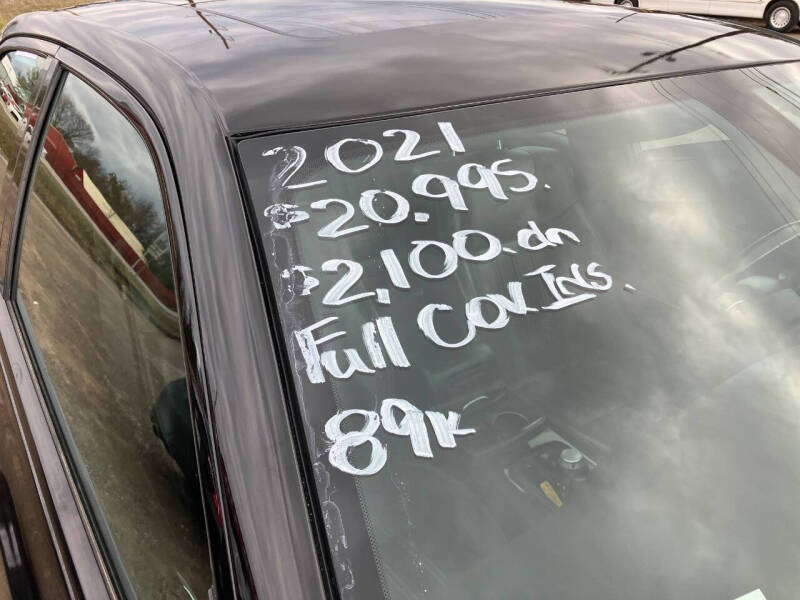 2021
$20.995.
$2.100.dn
Full Cov Ins.
89K